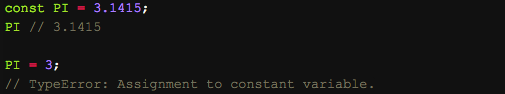 const PI = 3.1415;
PI // 3.1415
PI = 3;
// TypeError: Assignment to constant variable.